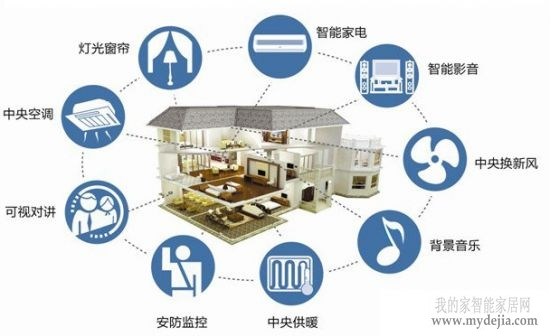 智能家电
灯光窗帘
智能影音
中央空调
中央换新风
可视对讲
背景音乐
安防监控
中央供暖
我的家智能家居网
www.mydejia.com